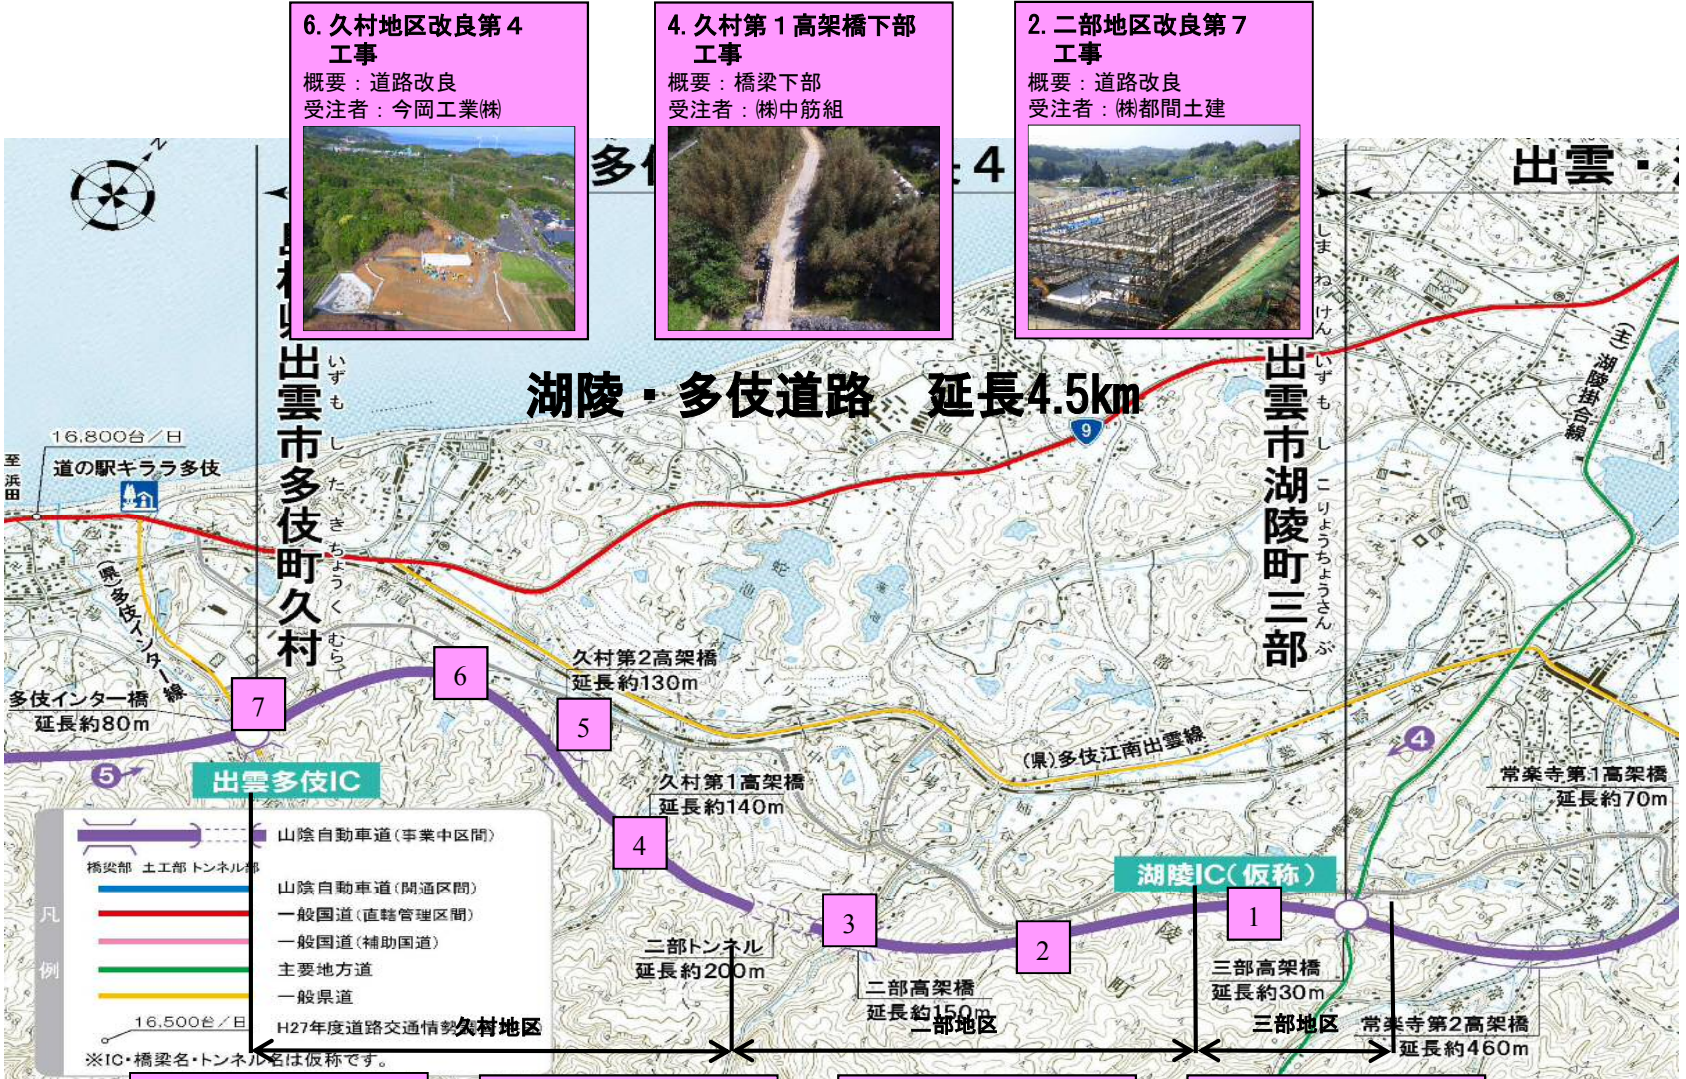 6. 久村地区改良第４
工事
概要：道路改良
受注者：今岡工業㈱
4. 久村第１高架橋下部
工事
概要：橋梁下部
受注者：㈱中筋組
2. 二部地区改良第７
工事
概要：道路改良
受注者：㈱都間土建
N
多
4
出雲・
湖陵・多伎道路　延長4.5km
出雲市多伎町久村
いずもしたきちょうくむら
出雲市湖陵町三部
しまねけんいずもしこりょうちょうさんぶ
(主)湖陵掛合線
9
16,800台／日
道の駅キララ多伎
至浜田
(県)多伎インター線
多伎インター橋
延長約80m
7
6
5
4
3
2
1
久村第2高架橋
延長約130m
久村第1高架橋
延長約140m
(県)多伎江南出雲線
❹
❺
常楽寺第1高架橋
延長約70m
出雲多伎IC
湖陵IC(仮称)
二部トンネル
延長約200m
二部高架橋
延長約150m
三部高架橋
延長約30m
常楽寺第2高架橋
延長約460m
久村地区
二部地区
三部地区
凡例
山陰自動車道(事業中区間)
橋梁部 土工部 トンネル部
山陰自動車道(開通区間)
一般国道(直轄管理区間)
一般国道(補助国道)
主要地方道
一般県道
16,500台／日
H27年度道路交通情勢
※IC・橋梁名・トンネル名は仮称です。